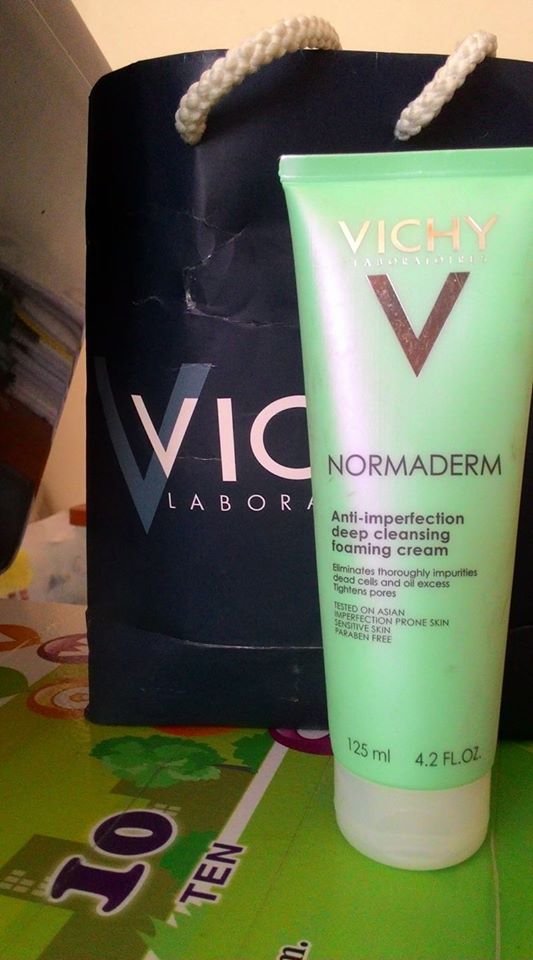 VICHY
LABORATOIRES
V
NORMADERM
Anti-imperfection
deep cleansing
foaming cream
Eliminates thoroughly impurities
dead cells and oil excess
Tightens pores
TESTED ON ASIAN
IMPERFECTION PRONE SKIN
SENSITIVE SKIN
PARABEN FREE
125 ml 4.2 FL.OZ.
VIC
LABORA
10
TEN
m.